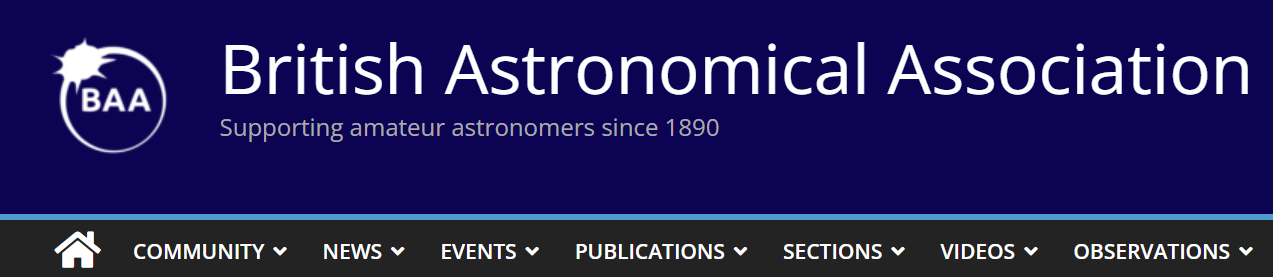 BAA
British Astronomical Association
Supporting amateur astronomers since 1890
COMMUNITY NEWS EVENTS PUBLICATIONS SECTIONS VIDEOS OBSERVATIONS